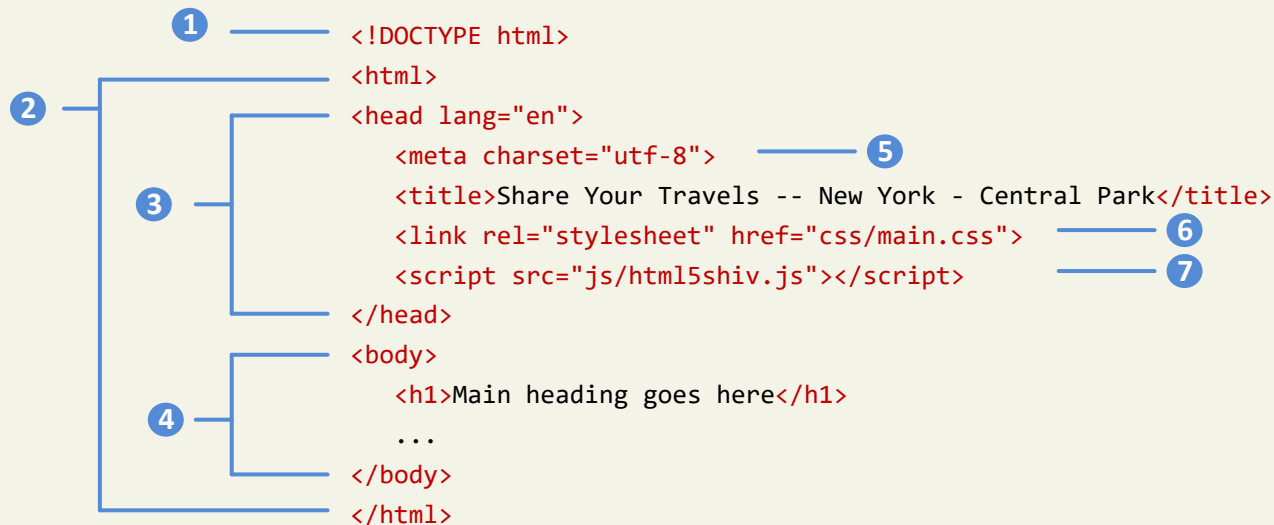 1 <!DOCTYPE html>
<html>
2
<head lang="en">
<meta charset="utf-8"> 5
3 <title>Share Your Travels -- New York - Central Park</title>
<link rel="stylesheet" href="css/main.css"> 6
<script src="js/html5shiv.js"></script> 7
</head>
<body>
<h1>Main heading goes here</h1>
4
...
</body>
</html>